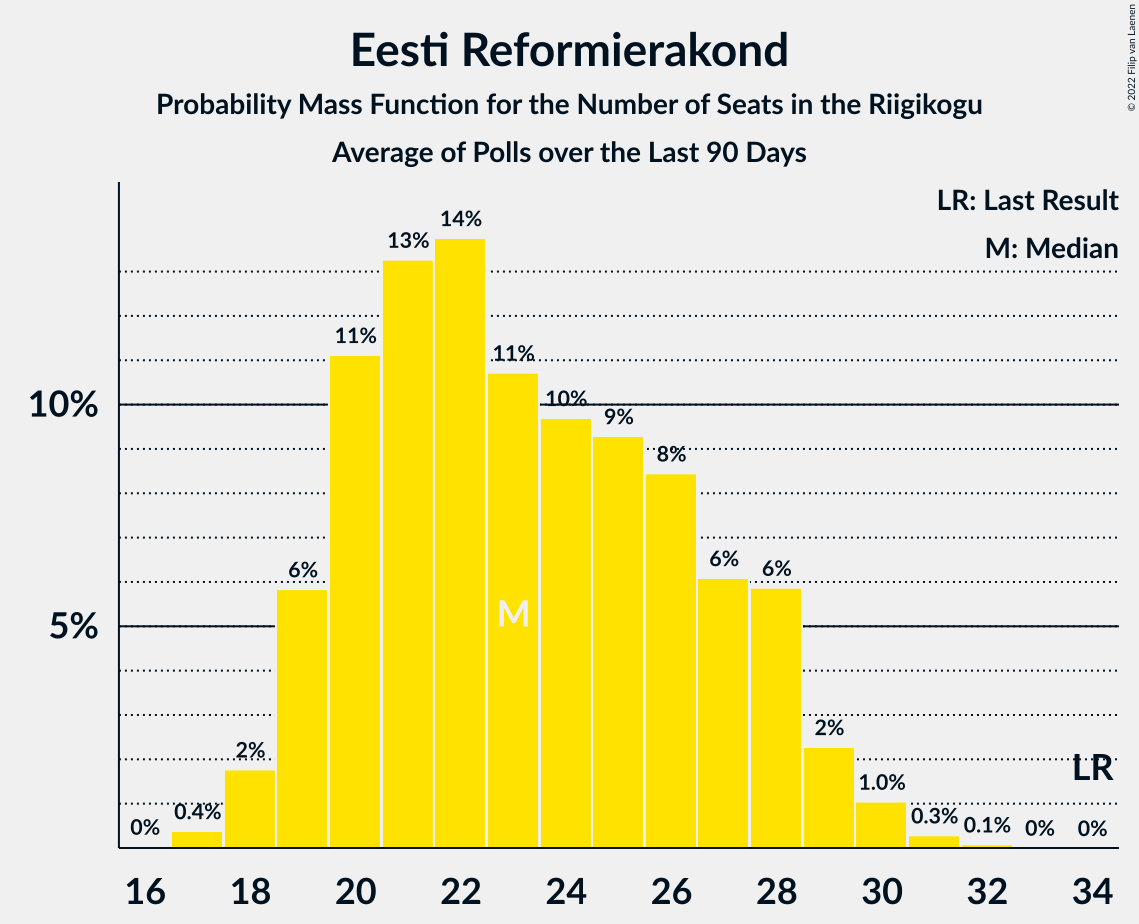 Eesti Reformierakond
Probability Mass Function for the Number of Seats in the Riigikogu
Average of Polls over the Last 90 Days
© 2022 Filip van Laenen
LR: Last Result
M: Median
10%
5%
0%
0.4%
2%
6%
11%
13%
14%
11%
10%
9%
8%
6%
6%
2%
1.0%
0.3%
0.1%
0%
0%
M
LR
16 18 20 22 24 26 28 30 32 34